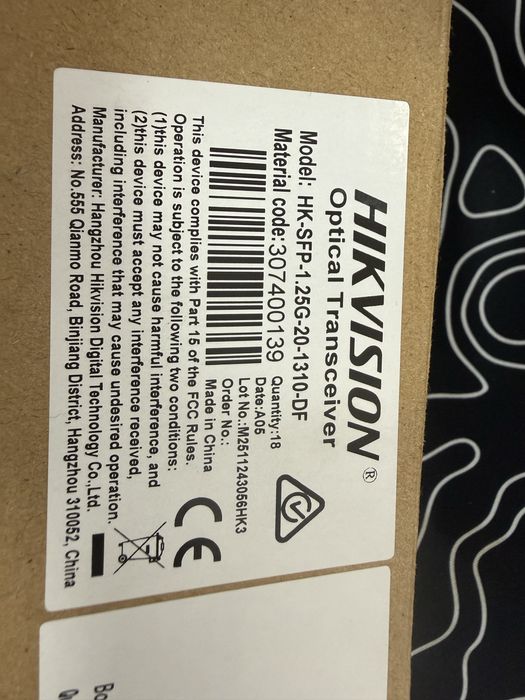 HIKVISION®
Optical Transceiver
Model: HK-SFP-1.25G-20-1310-DF
Material code:307400139
Quantity:18
Date:A05
Lot No.:M2511243056HK3
Order No.:
Made in China
This device complies with Part 15 of the FCC Rules.
Operation is subject to the following two conditions:
(1)this device may not cause harmful interference, and
(2)this device must accept any interference received,
including interference that may cause undesired operation.
Manufacturer: Hangzhou Hikvision Digital Technology Co.,Ltd.
Address: No.555 Qianmo Road, Binjiang District, Hangzhou 310052, China
CE